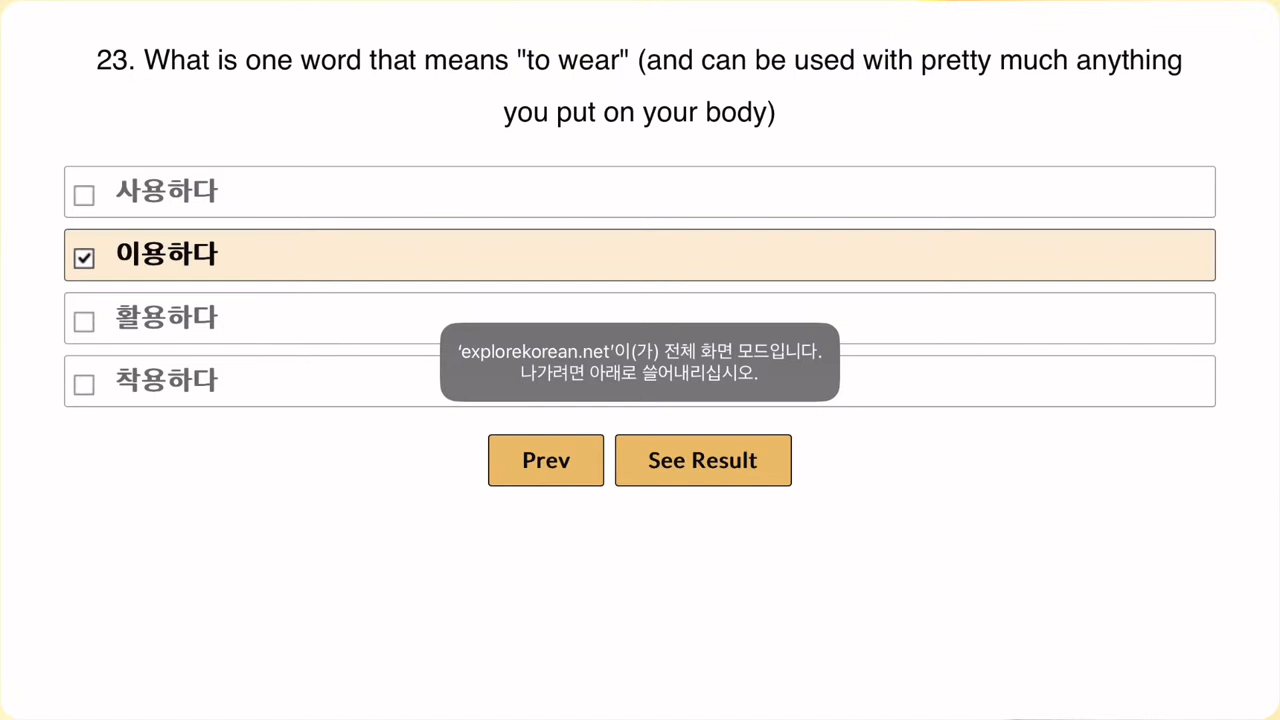 23. What is one word that means "to wear" (and can be used with pretty much anything
you put on your body)
사용하다
이용하다
활용하다
착용하다
‘explorekorean.net’이(가) 전체 화면 모드입니다.
나가려면 아래로 쓸어내리십시오.
Prev
See Result